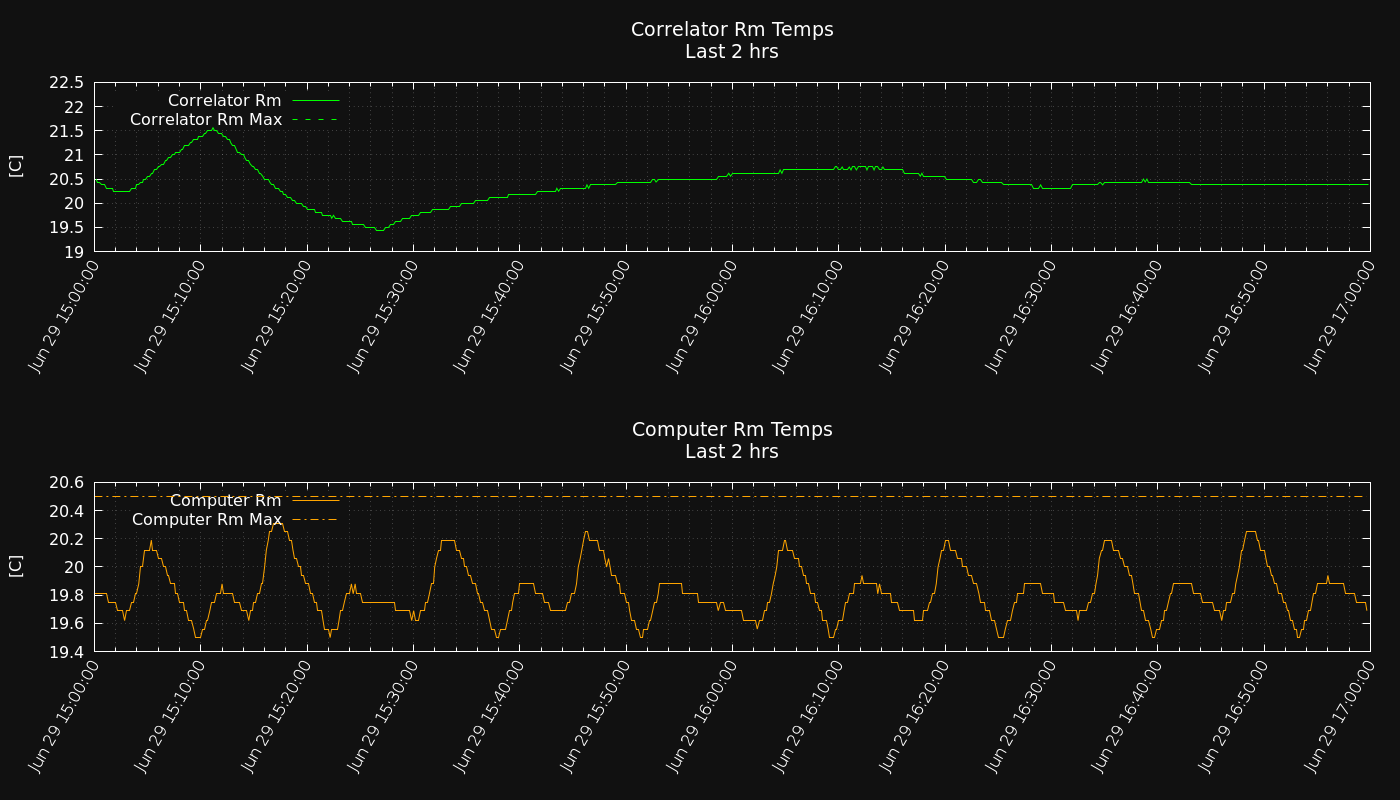 Correlator Rm Temps
Last 2 hrs
22.5
22
21.5
21
20.5
20
19.5
19
[C]
Correlator Rm
Correlator Rm Max
Jun 29 15:00:00
Jun 29 15:10:00
Jun 29 15:20:00
Jun 29 15:30:00
Jun 29 15:40:00
Jun 29 15:50:00
Jun 29 16:00:00
Jun 29 16:10:00
Jun 29 16:20:00
Jun 29 16:30:00
Jun 29 16:40:00
Jun 29 16:50:00
Jun 29 17:00:00
Computer Rm Temps
Last 2 hrs
20.6
20.4
20.2
20
19.8
19.6
19.4
[C]
Computer Rm
Computer Rm Max
Jun 29 15:00:00
Jun 29 15:10:00
Jun 29 15:20:00
Jun 29 15:30:00
Jun 29 15:40:00
Jun 29 15:50:00
Jun 29 16:00:00
Jun 29 16:10:00
Jun 29 16:20:00
Jun 29 16:30:00
Jun 29 16:40:00
Jun 29 16:50:00
Jun 29 17:00:00